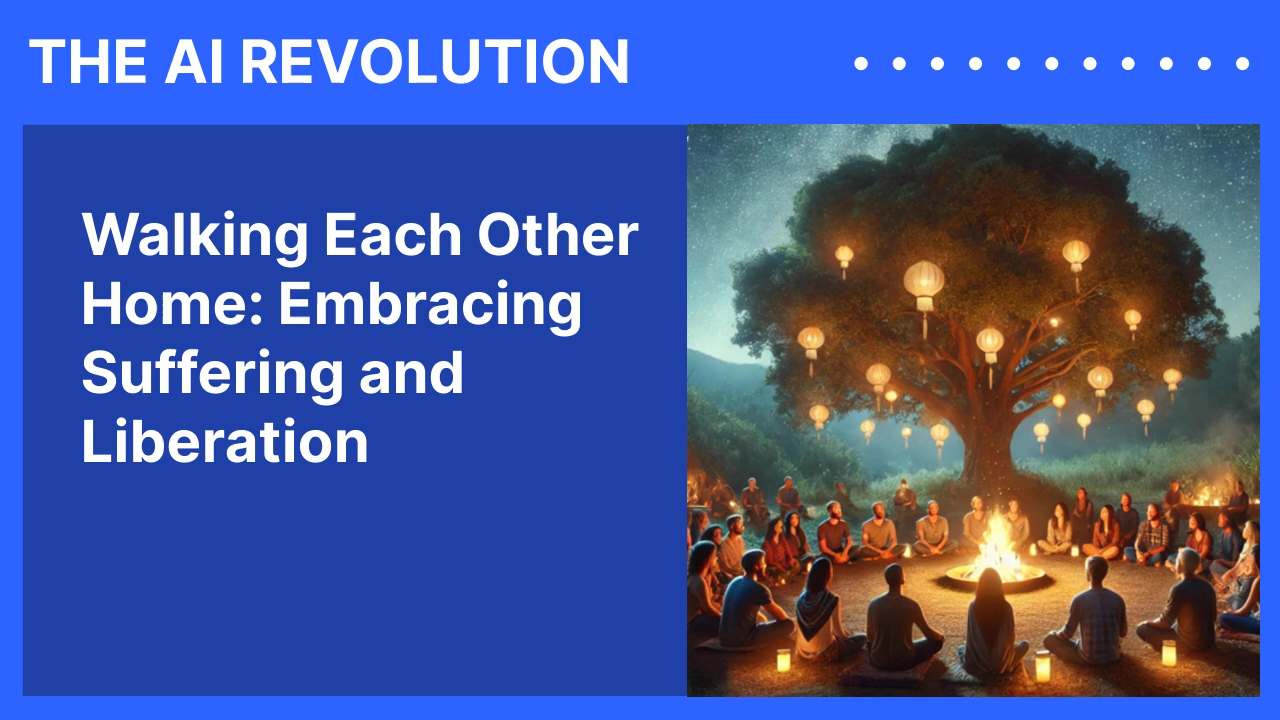 THE AI REVOLUTION
Walking Each Other
Home: Embracing
Suffering and
Liberation